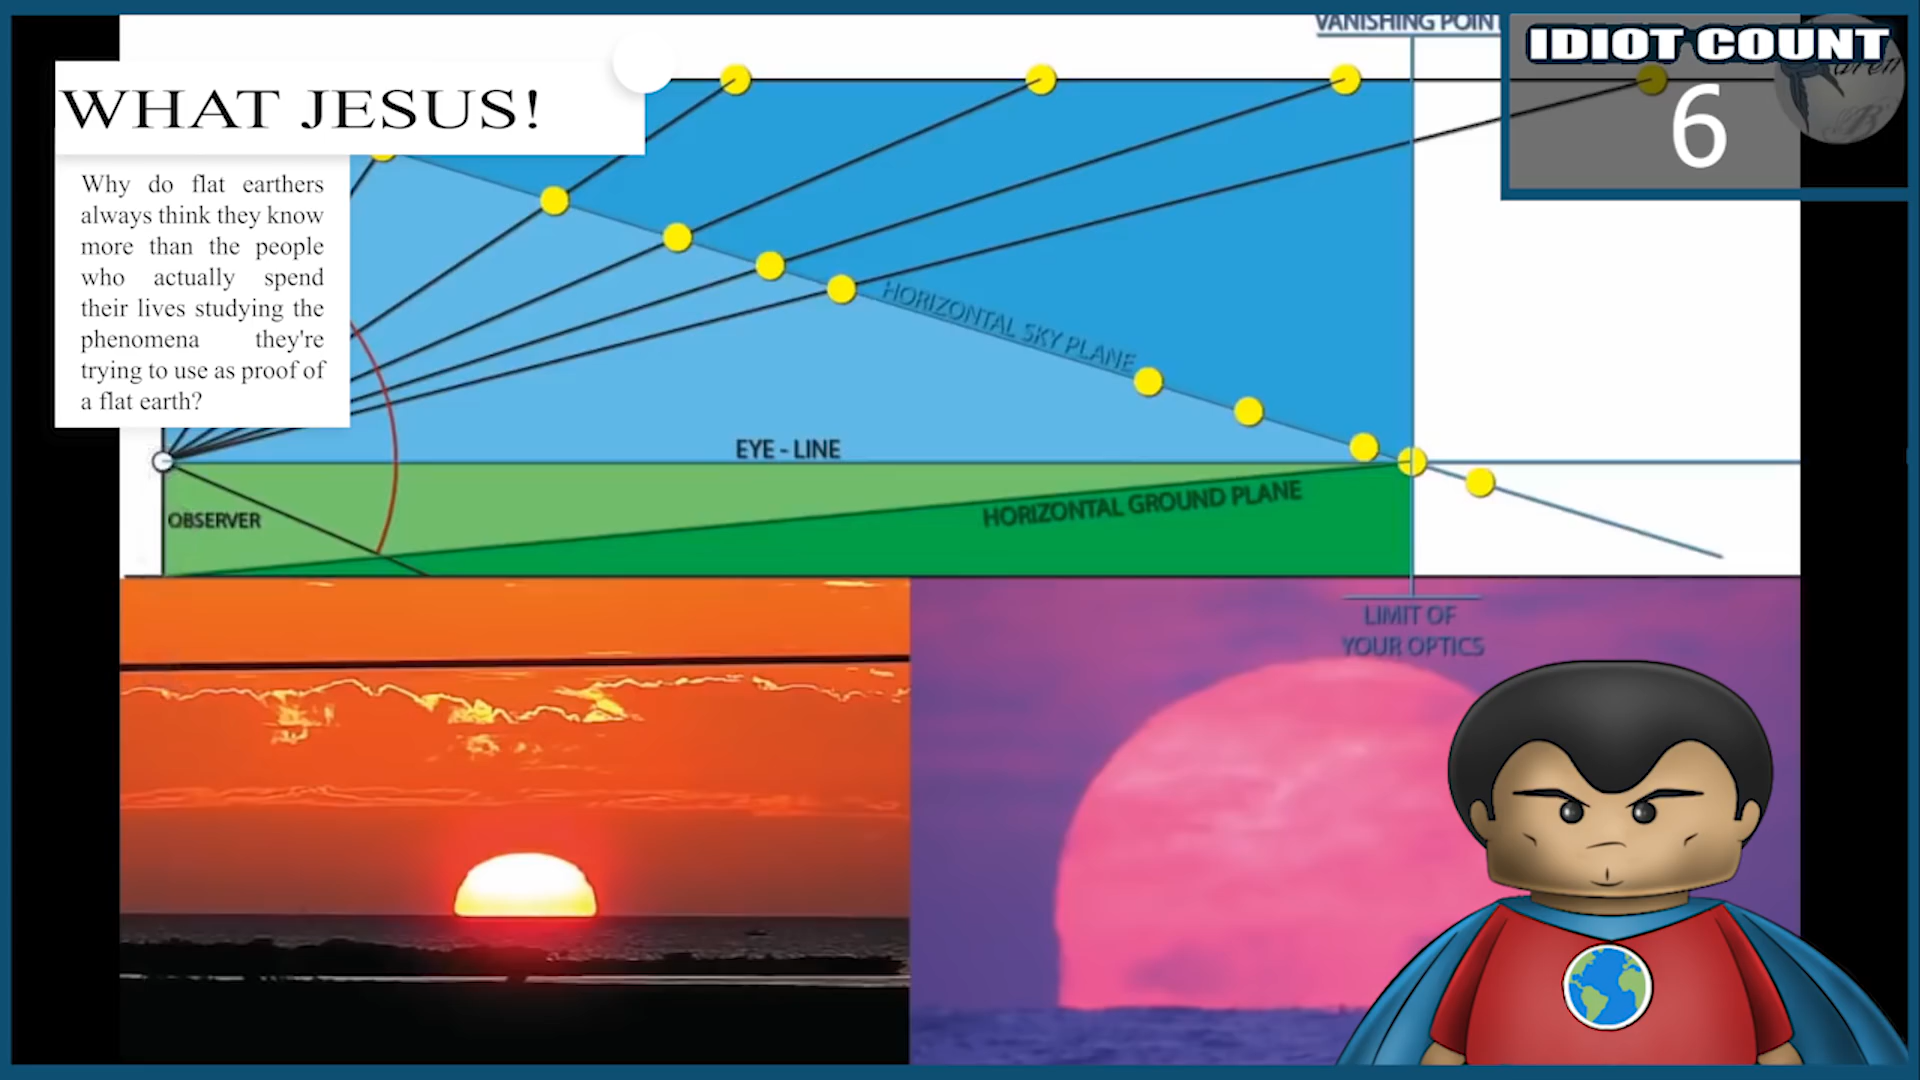 VANISHING POIN
IDIOT COUNT
6
WHAT JESUS!
Why do flat earthers
always think they know
more than the people
who actually spend
their lives studying the
phenomena they're
trying to use as proof of
a flat earth?
HORIZONTAL SKY PLANE
EYE - LINE
HORIZONTAL GROUND PLANE
OBSERVER
LIMIT OF
YOUR OPTICS